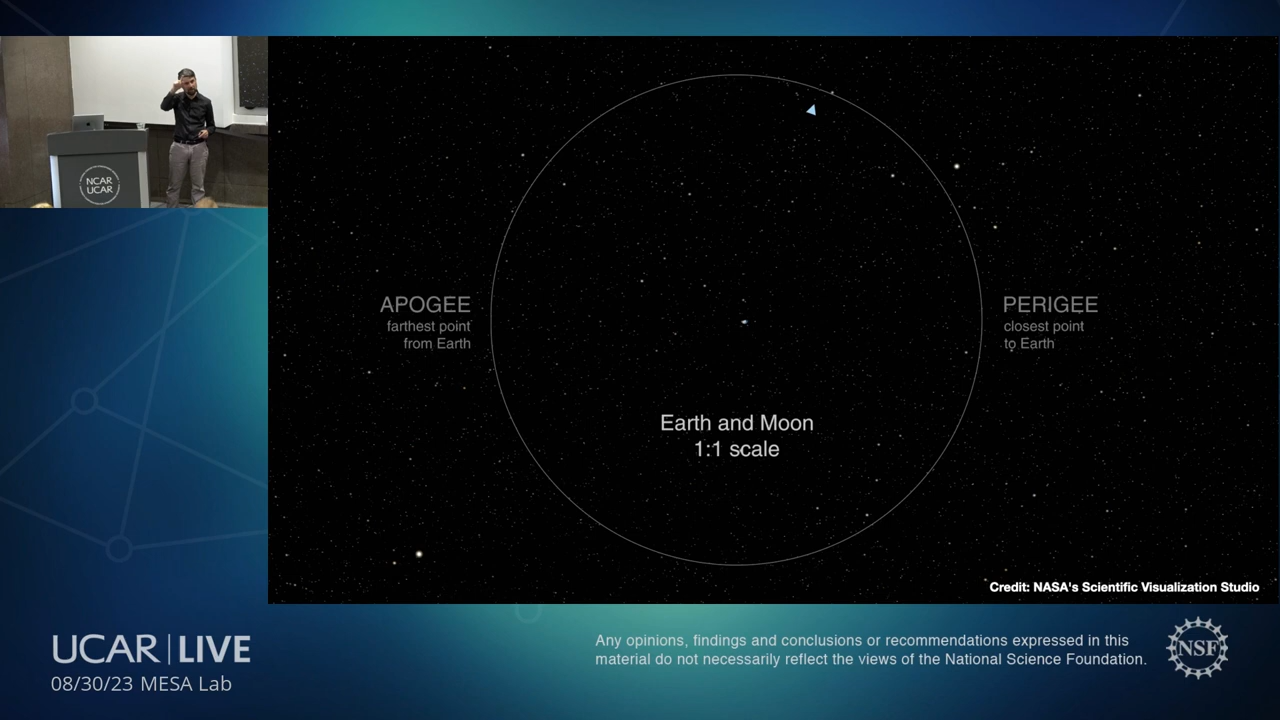 NCAR
UCAR
APOGEE
farthest point
from Earth
PERIGEE
closest point
to Earth
Earth and Moon
1:1 scale
Credit: NASA's Scientific Visualization Studio
UCAR | LIVE
08/30/23 MESA Lab
Any opinions, findings and conclusions or recommendations expressed in this
material do not necessarily reflect the views of the National Science Foundation.
NSF